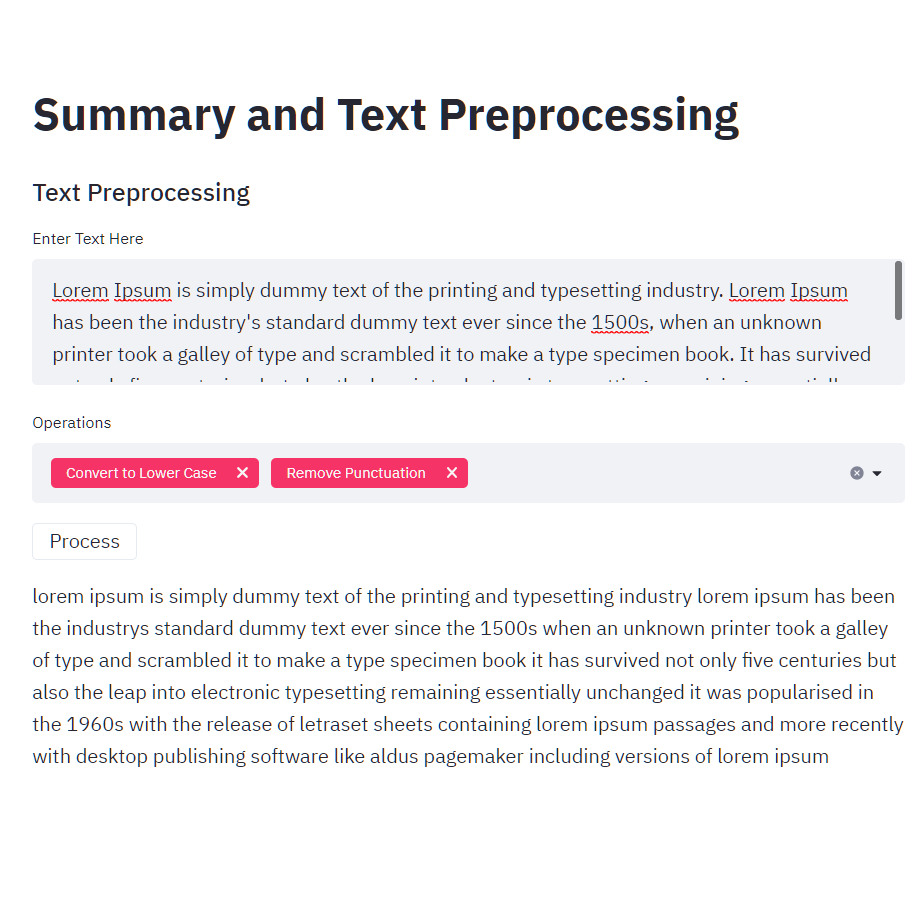 Summary and Text Preprocessing
Text Preprocessing
Enter Text Here
Lorem Ipsum is simply dummy text of the printing and typesetting industry. Lorem Ipsum
has been the industry's standard dummy text ever since the 1500s, when an unknown
printer took a galley of type and scrambled it to make a type specimen book. It has survived
Operations
Convert to Lower Case
Remove Punctuation
Process
lorem ipsum is simply dummy text of the printing and typesetting industry lorem ipsum has been
the industrys standard dummy text ever since the 1500s when an unknown printer took a galley
of type and scrambled it to make a type specimen book it has survived not only five centuries but
also the leap into electronic typesetting remaining essentially unchanged it was popularised in
the 1960s with the release of letraset sheets containing lorem ipsum passages and more recently
with desktop publishing software like aldus pagemaker including versions of lorem ipsum